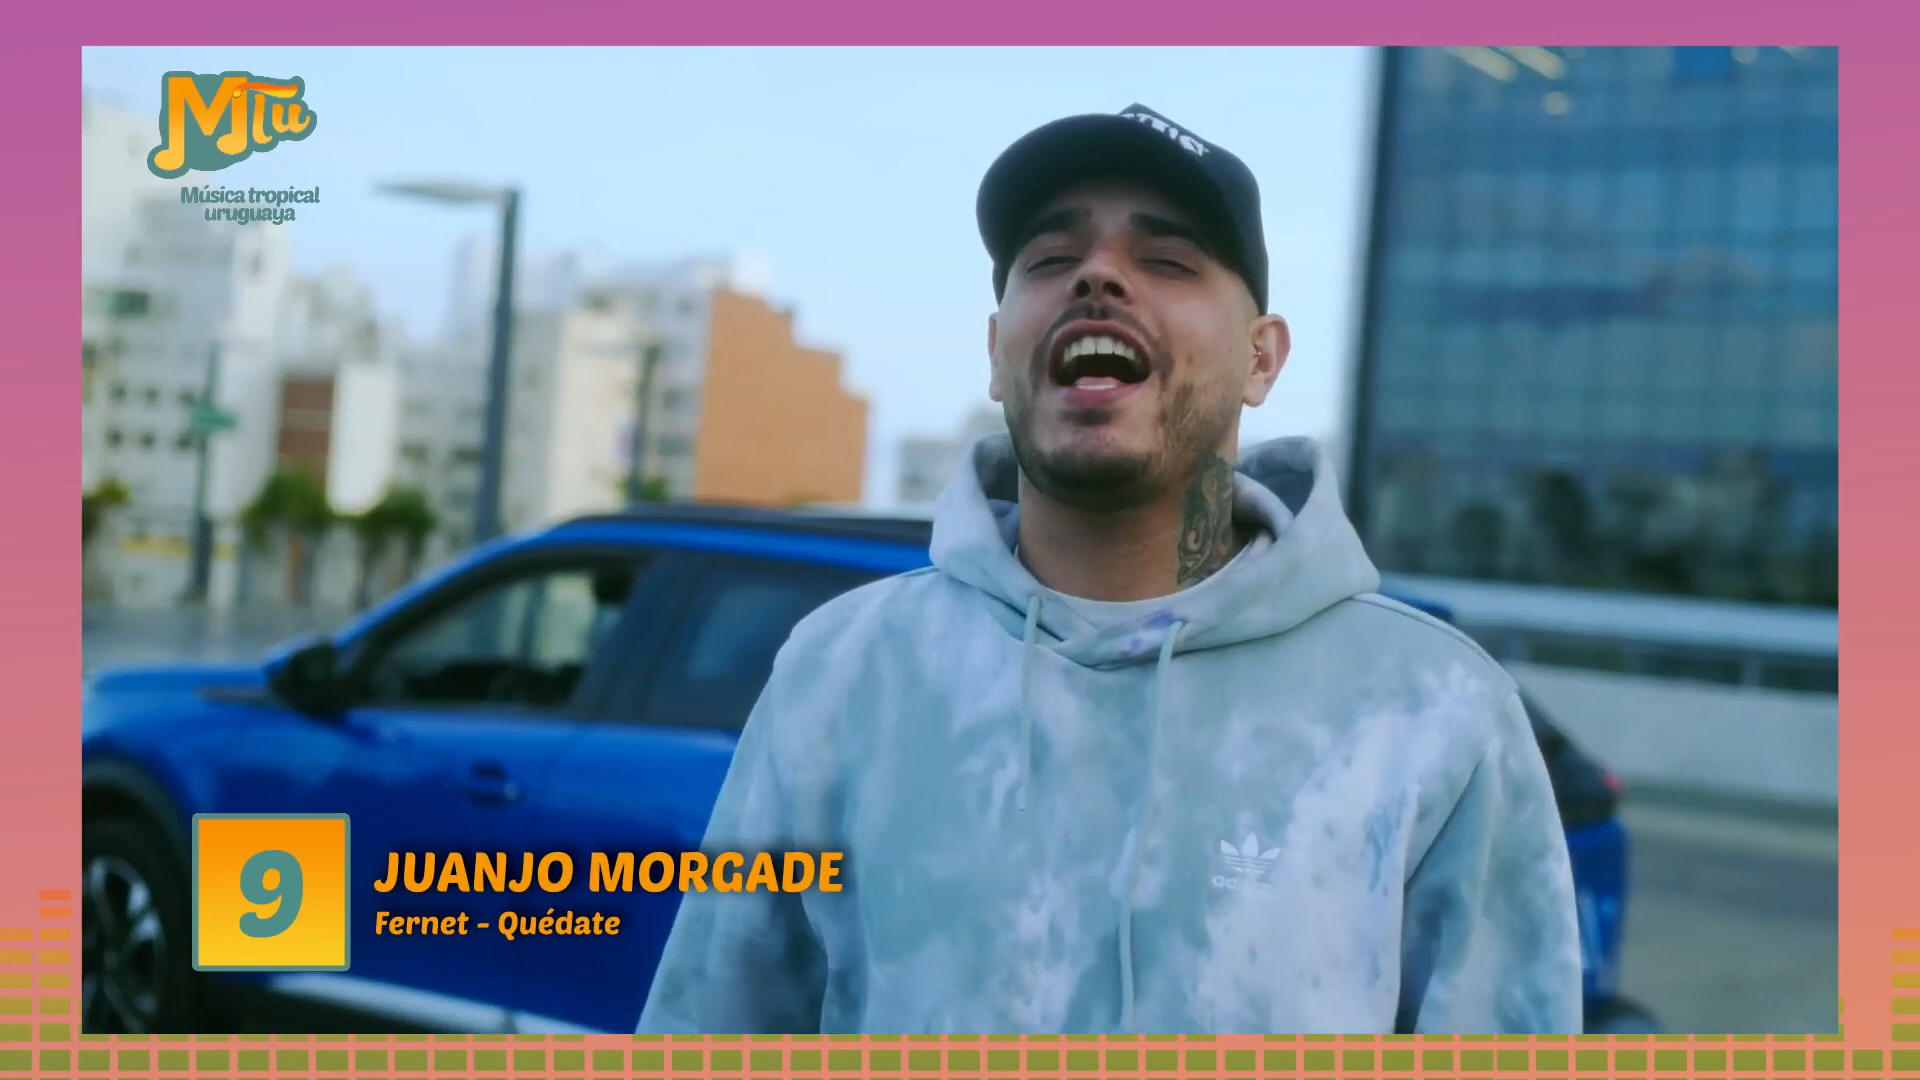 MTu
Música tropical
uruguaya
9
JUANJO MORGADE
Fernet - Quédate